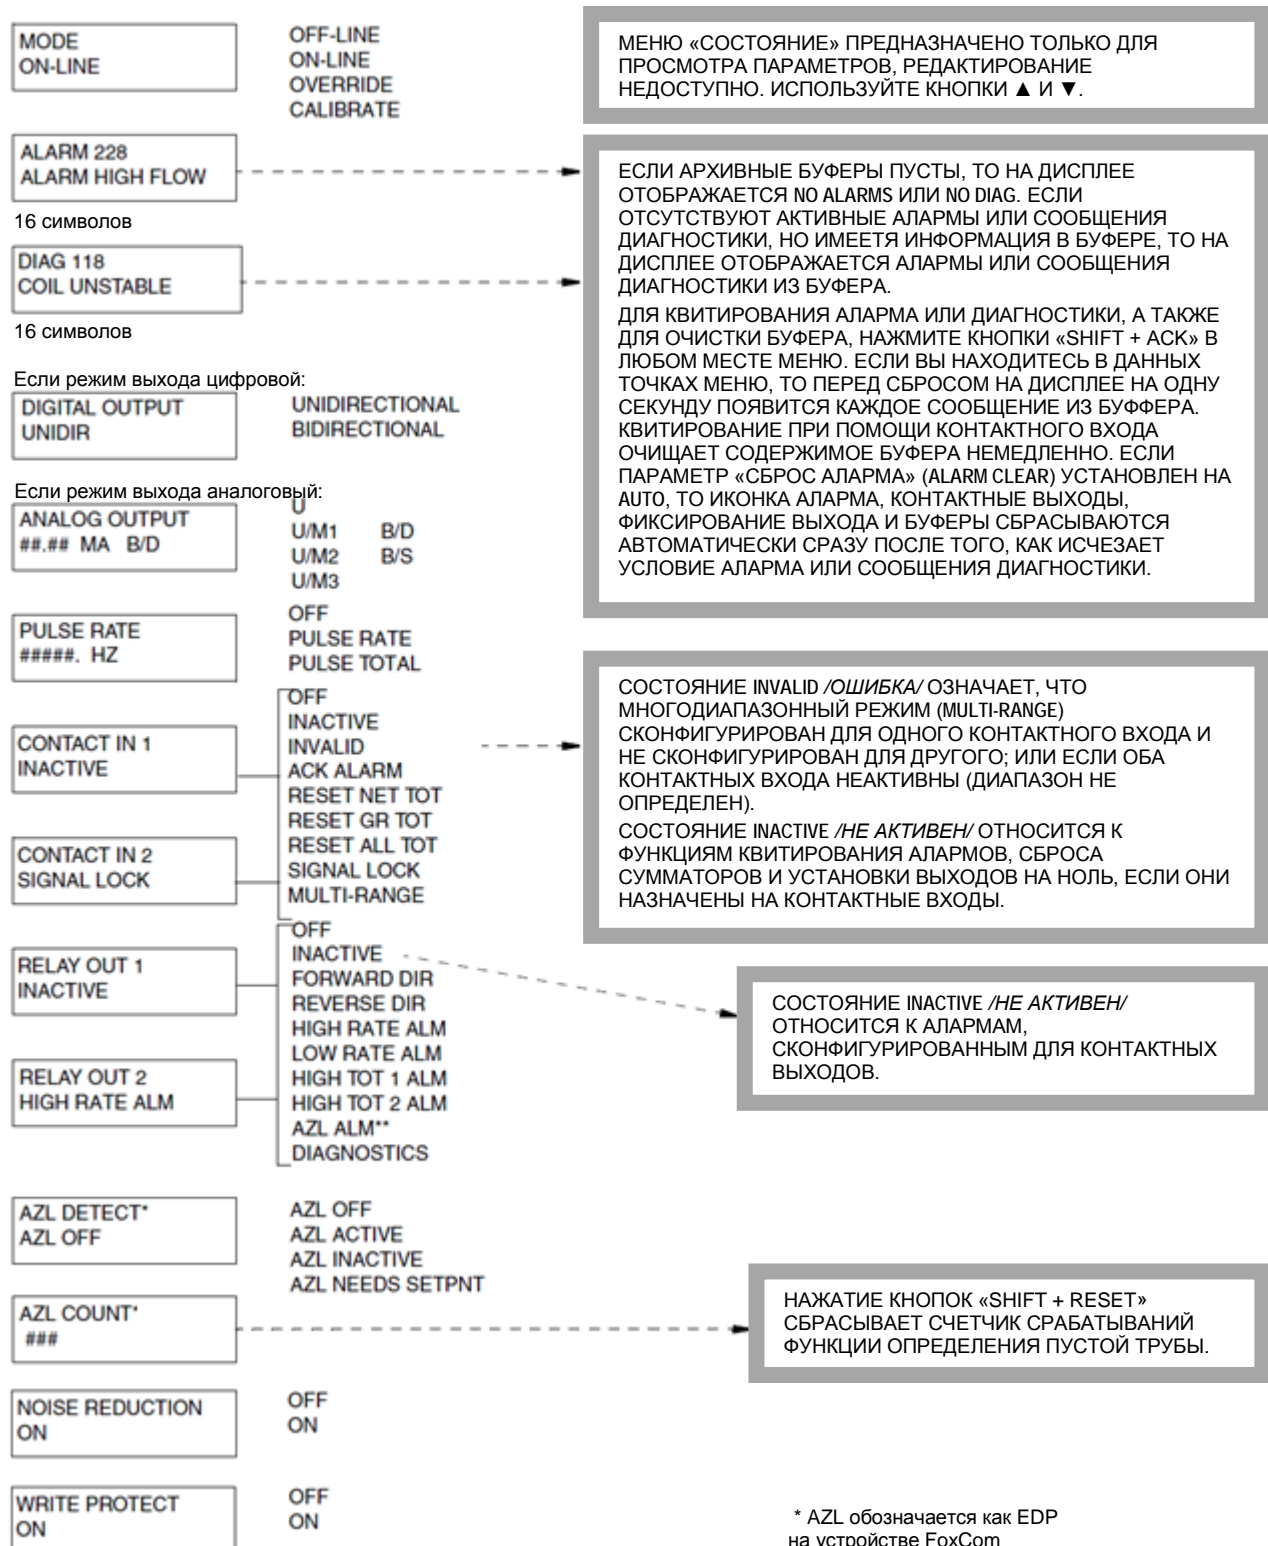 MODE
ON-LINE
OFF-LINE
ON-LINE
OVERRIDE
CALIBRATE
МЕНЮ «СОСТОЯНИЕ» ПРЕДНАЗНАЧЕНО ТОЛЬКО ДЛЯ
ПРОСМОТРА ПАРАМЕТРОВ, РЕДАКТИРОВАНИЕ
НЕДОСТУПНО. ИСПОЛЬЗУЙТЕ КНОПКИ ▲ И ▼.
ALARM 228
ALARM HIGH FLOW
16 символов
DIAG 118
COIL UNSTABLE
16 символов
ЕСЛИ АРХИВНЫЕ БУФЕРЫ ПУСТЫ, ТО НА ДИСПЛЕЕ
ОТОБРАЖАЕТСЯ NO ALARMS ИЛИ NO DIAG. ЕСЛИ
ОТСУТСТВУЮТ АКТИВНЫЕ АЛАРМЫ ИЛИ СООБЩЕНИЯ
ДИАГНОСТИКИ, НО ИМЕЕТЯ ИНФОРМАЦИЯ В БУФЕРЕ, ТО НА
ДИСПЛЕЕ ОТОБРАЖАЕТСЯ АЛАРМЫ ИЛИ СООБЩЕНИЯ
ДИАГНОСТИКИ ИЗ БУФЕРА.
ДЛЯ КВИТИРОВАНИЯ АЛАРМА ИЛИ ДИАГНОСТИКИ, А ТАКЖЕ
ДЛЯ ОЧИСТКИ БУФЕРА, НАЖМИТЕ КНОПКИ «SHIFT + ACK» В
ЛЮБОМ МЕСТЕ МЕНЮ. ЕСЛИ ВЫ НАХОДИТЕСЬ В ДАННЫХ
ТОЧКАХ МЕНЮ, ТО ПЕРЕД СБРОСОМ НА ДИСПЛЕЕ НА ОДНУ
СЕКУНДУ ПОЯВИТСЯ КАЖДОЕ СООБЩЕНИЕ ИЗ БУФФЕРА.
КВИТИРОВАНИЕ ПРИ ПОМОЩИ КОНТАКТНОГО ВХОДА
ОЧИЩАЕТ СОДЕРЖИМОЕ БУФЕРА НЕМЕДЛЕННО. ЕСЛИ
ПАРАМЕТР «СБРОС АЛАРМА» (ALARM CLEAR) УСТАНОВЛЕН НА
AUTO, ТО ИКОНКА АЛАРМА, КОНТАКТНЫЕ ВЫХОДЫ,
ФИКСИРОВАНИЕ ВЫХОДА И БУФЕРЫ СБРАСЫВАЮТСЯ
АВТОМАТИЧЕСКИ СРАЗУ ПОСЛЕ ТОГО, КАК ИСЧЕЗАЕТ
УСЛОВИЕ АЛАРМА ИЛИ СООБЩЕНИЯ ДИАГНОСТИКИ.
Если режим выхода цифровой:
DIGITAL OUTPUT
UNIDIR
UNIDIRECTIONAL
BIDIRECTIONAL
Если режим выхода аналоговый:
ANALOG OUTPUT
##.## MA B/D
U
U/M1 B/D
U/M2 B/S
U/M3
PULSE RATE
#####. HZ
OFF
PULSE RATE
PULSE TOTAL
CONTACT IN 1
INACTIVE
CONTACT IN 2
SIGNAL LOCK
OFF
INACTIVE
INVALID
ACK ALARM
RESET NET TOT
RESET GR TOT
RESET ALL TOT
SIGNAL LOCK
MULTI-RANGE
СОСТОЯНИЕ INVALID /ОШИБКА/ ОЗНАЧАЕТ, ЧТО
МНОГОДИАПАЗОННЫЙ РЕЖИМ (MULTI-RANGE)
СКОНФИГУРИРОВАН ДЛЯ ОДНОГО КОНТАКТНОГО ВХОДА И
НЕ СКОНФИГУРИРОВАН ДЛЯ ДРУГОГО; ИЛИ ЕСЛИ ОБА
КОНТАКТНЫХ ВХОДА НЕАКТИВНЫ (ДИАПАЗОН НЕ
ОПРЕДЕЛЕН).
СОСТОЯНИЕ INACTIVE /НЕ АКТИВЕН/ ОТНОСИТСЯ К
ФУНКЦИЯМ КВИТИРОВАНИЯ АЛАРМОВ, СБРОСА
СУММАТОРОВ И УСТАНОВКИ ВЫХОДОВ НА НОЛЬ, ЕСЛИ ОНИ
НАЗНАЧЕНЫ НА КОНТАКТНЫЕ ВХОДЫ.
RELAY OUT 1
INACTIVE
RELAY OUT 2
HIGH RATE ALM
OFF
INACTIVE
FORWARD DIR
REVERSE DIR
HIGH RATE ALM
LOW RATE ALM
HIGH TOT 1 ALM
HIGH TOT 2 ALM
AZL ALM**
DIAGNOSTICS
СОСТОЯНИЕ INACTIVE /НЕ АКТИВЕН/
ОТНОСИТСЯ К АЛАРМАМ,
СКОНФИГУРИРОВАННЫМ ДЛЯ КОНТАКТНЫХ
ВЫХОДОВ.
AZL DETECT*
AZL OFF
AZL OFF
AZL ACTIVE
AZL INACTIVE
AZL NEEDS SETPNT
AZL COUNT*
###
НАЖАТИЕ КНОПОК «SHIFT + RESET»
СБРАСЫВАЕТ СЧЕТЧИК СРАБАТЫВАНИЙ
ФУНКЦИИ ОПРЕДЕЛЕНИЯ ПУСТОЙ ТРУБЫ.
NOISE REDUCTION
ON
OFF
ON
WRITE PROTECT
ON
OFF
ON
* AZL обозначается как EDP
на устройстве FoxCom